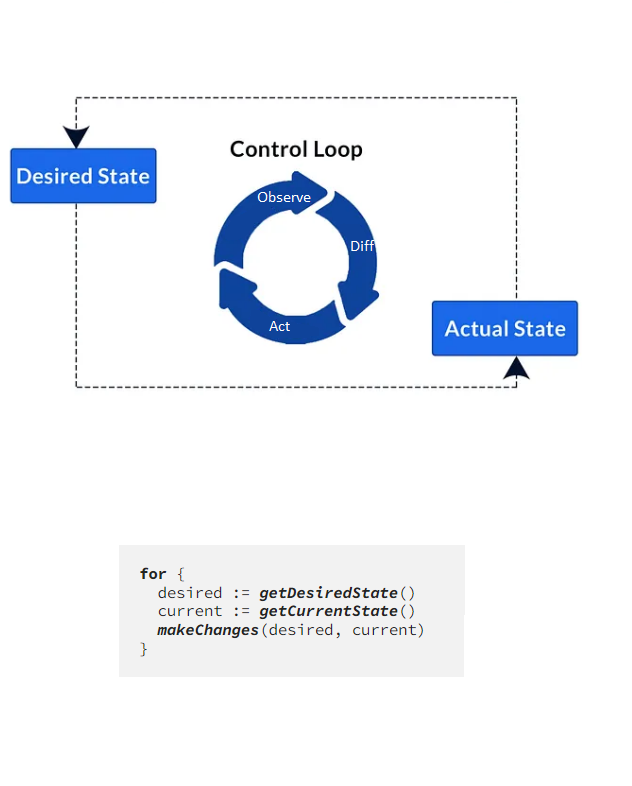 Control Loop
Desired State
Observe
Diff
Act
Actual State
for {
  desired := getDesiredState()
  current := getCurrentState()
  makeChanges(desired, current)
}